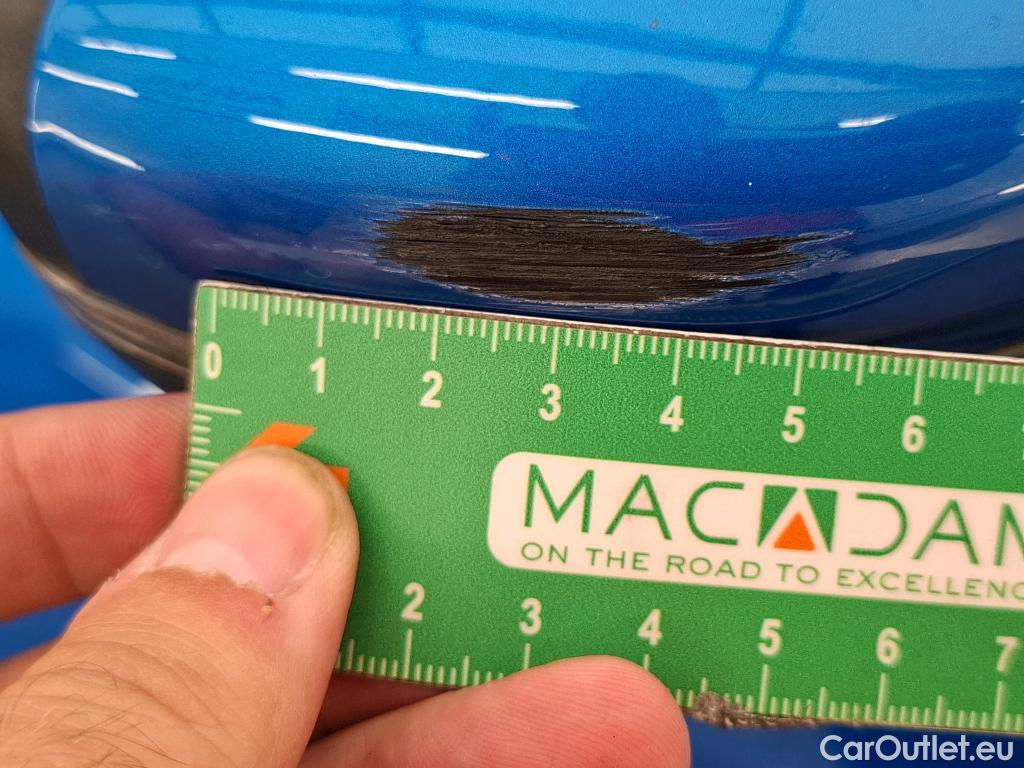 0 1 2 3 4 5 6
MACADAM
ON THE ROAD TO EXCELLENC
2 3 4 5 6 7
CarOutlet.eu